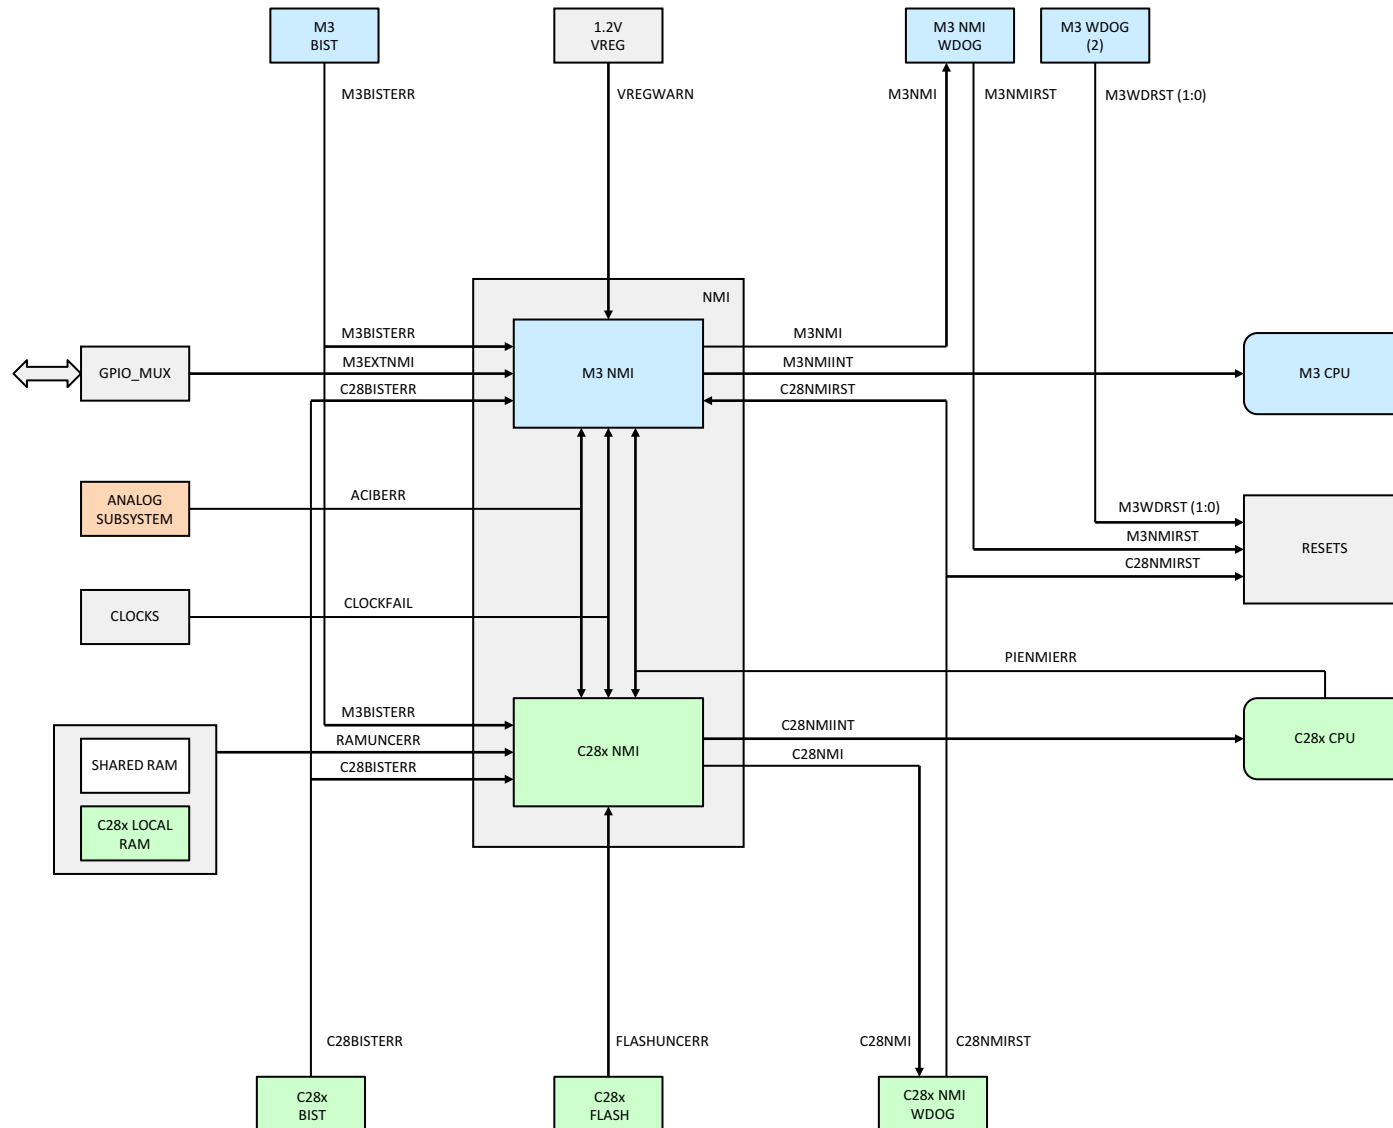 M3
BIST
1.2V
VREG
M3 NMI
WDOG
M3 WDOG
(2)
M3BISTERR
VREGWARN
M3NMI
M3NMIRST
M3WDRST (1:0)
NMI
M3BISTERR
M3NMI
M3EXTNMI
M3NMIINT
GPIO_MUX
M3 NMI
M3 CPU
C28BISTERR
C28NMIRST
ANALOG
SUBSYSTEM
ACIBERR
M3WDRST (1:0)
M3NMIRST
RESETS
C28NMIRST
CLOCKS
CLOCKFAIL
PIENMIERR
M3BISTERR
C28NMIINT
RAMUNCERR
C28NMI
SHARED RAM
C28x NMI
C28x CPU
C28BISTERR
C28x LOCAL
RAM
C28BISTERR
FLASHUNCERR
C28NMI
C28NMIRST
C28x
BIST
C28x
FLASH
C28x NMI
WDOG